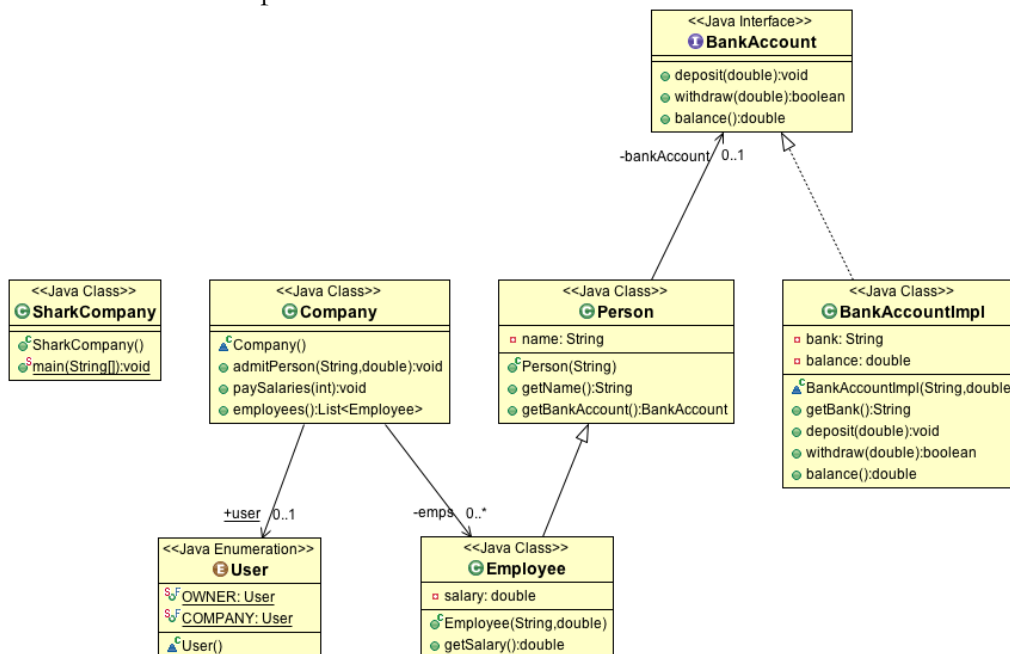 <<Java Interface>>
BankAccount
deposit(double):void
withdraw(double):boolean
balance():double
-bankAccount 0..1
<<Java Class>>
SharkCompany
SharkCompany()
main(String[]):void
<<Java Class>>
Company
Company()
admitPerson(String,double):void
paySalaries(int):void
employees():List<Employee>
<<Java Class>>
Person
name: String
Person(String)
getName():String
getBankAccount():BankAccount
<<Java Class>>
BankAccountImpl
bank: String
balance: double
BankAccountImpl(String,double
getBank():String
deposit(double):void
withdraw(double):boolean
balance():double
+user 0..1
-emps 0..*
<<Java Enumeration>>
User
OWNER: User
COMPANY: User
User()
<<Java Class>>
Employee
salary: double
Employee(String,double)
getSalary():double